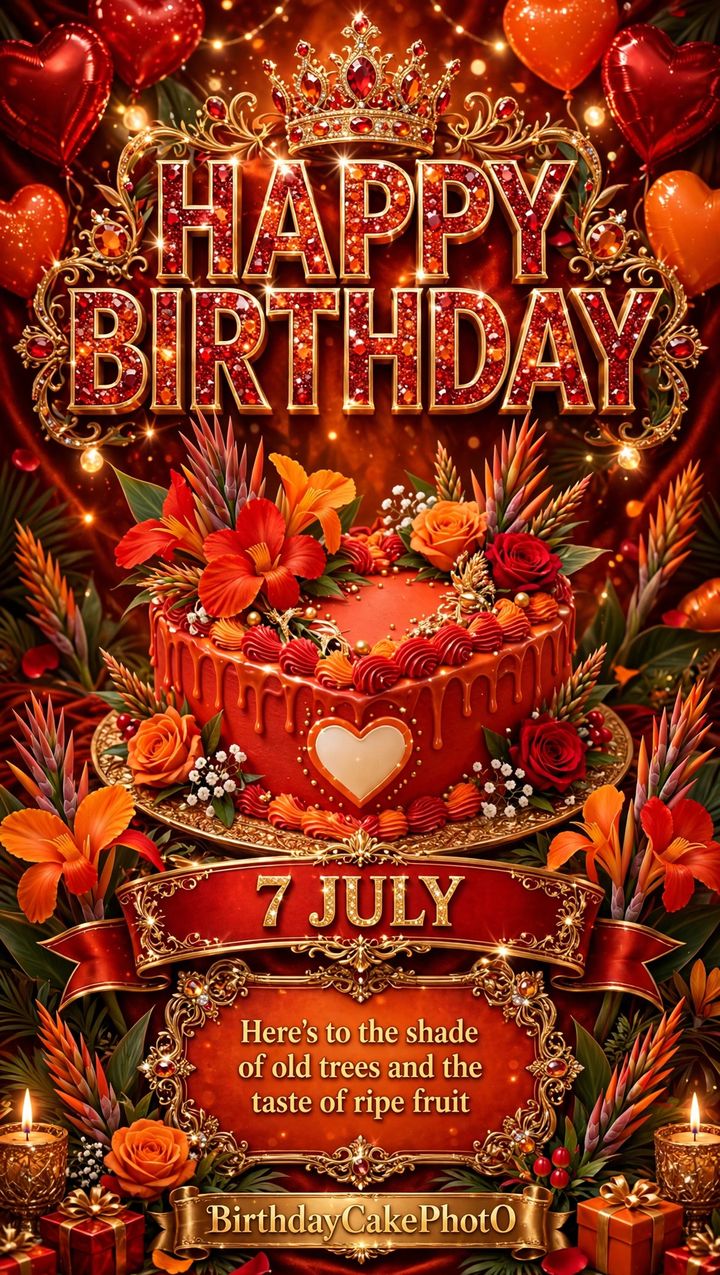 HAPPY
BIRTHDAY
7 JULY
Here's to the shade
of old trees and the
taste of ripe fruit
BirthdayCakePhotO